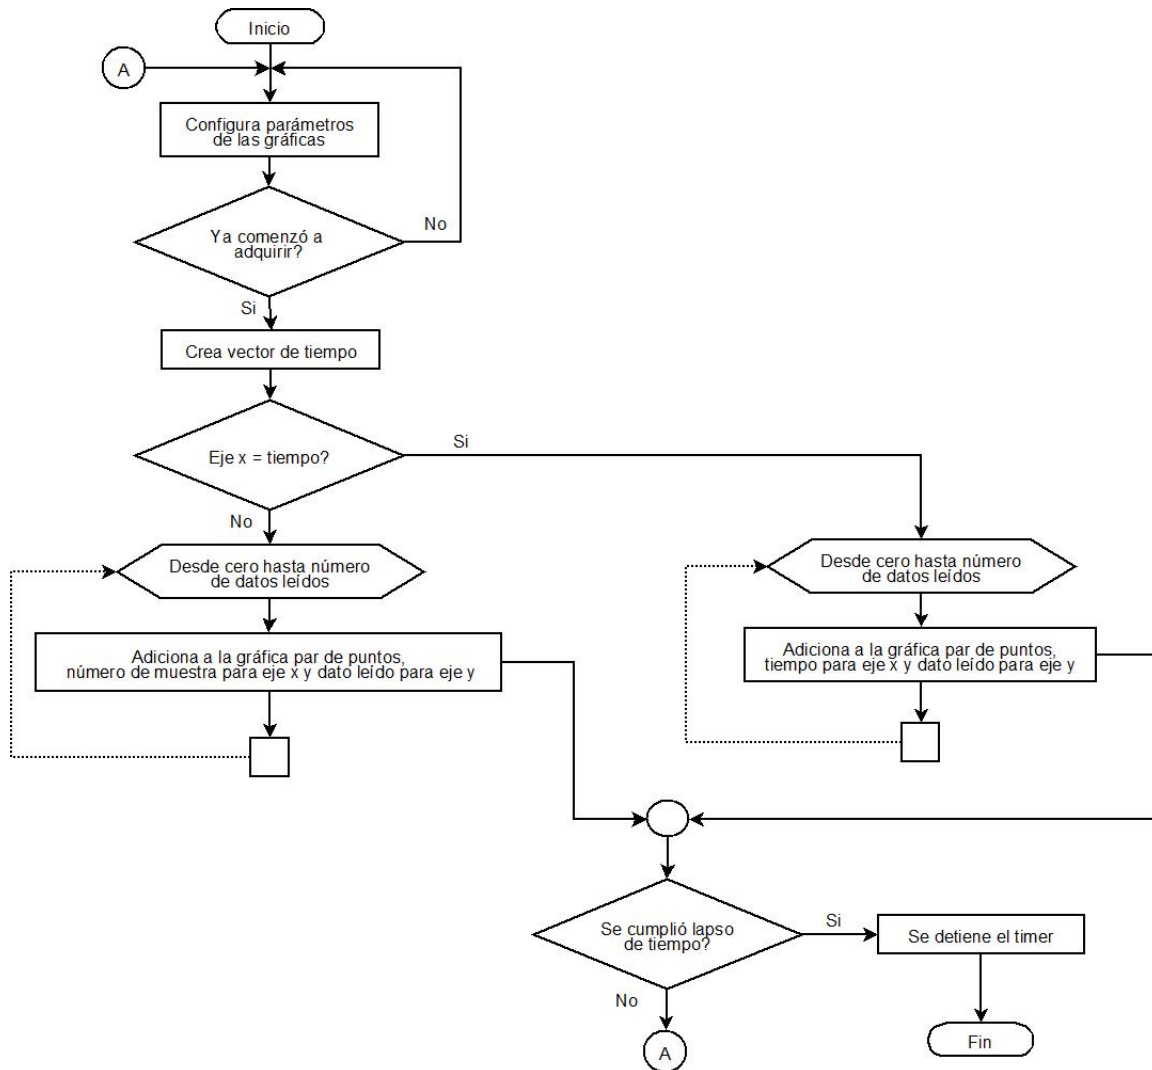 Inicio
A
Configura parámetros
de las gráficas
No
Ya comenzó a
adquirir?
Si
Crea vector de tiempo
Si
Eje x = tiempo?
No
Desde cero hasta número
de datos leídos
Desde cero hasta número
de datos leídos
Adiciona a la gráfica par de puntos,
número de muestra para eje x y dato leído para eje y
Adiciona a la gráfica par de puntos,
tiempo para eje x y dato leído para eje y
Se cumplió lapso
de tiempo?
Si
Se detiene el timer
No
A
Fin